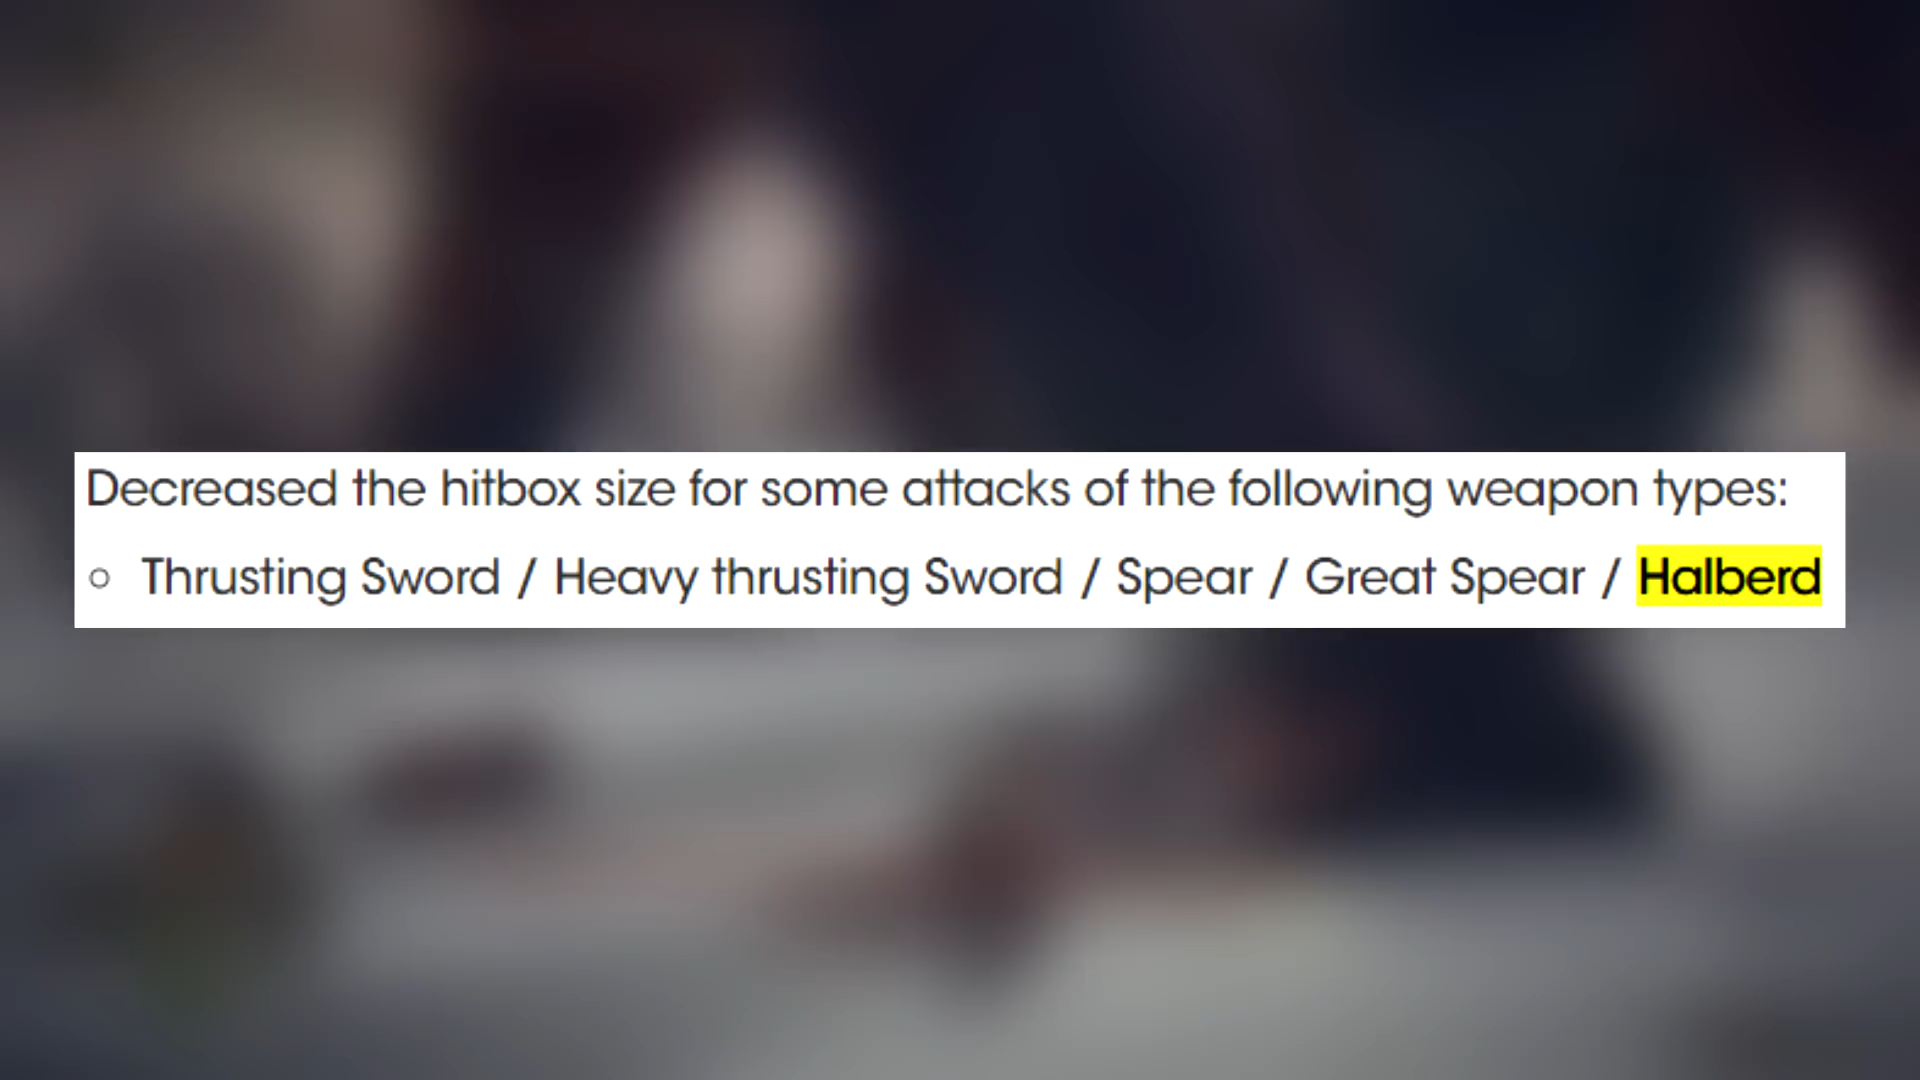 Decreased the hitbox size for some attacks of the following weapon types:
○ Thrusting Sword / Heavy thrusting Sword / Spear / Great Spear / Halberd